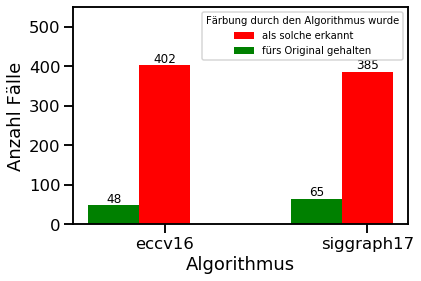 Färbung durch den Algorithmus wurde
als solche erkannt
fürs Original gehalten
Anzahl Fälle
500
400
300
200
100
0
402
385
48
65
eccv16
siggraph17
Algorithmus